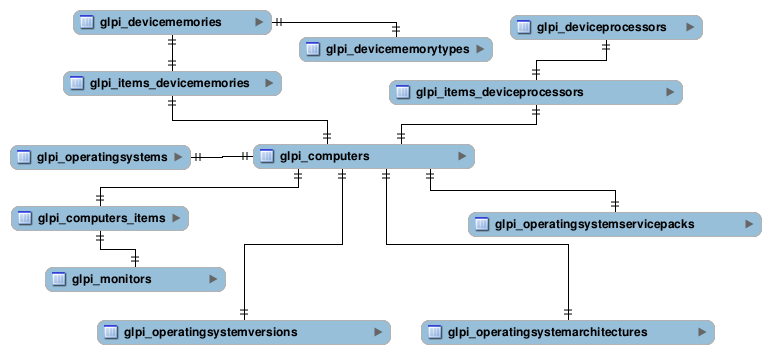 glpi_devicememories
glpi_deviceprocessors
glpi_devicememorytypes
glpi_items_devicememories
glpi_items_deviceprocessors
glpi_operatingsystems
glpi_computers
glpi_computers_items
glpi_operatingsystemservicepacks
glpi_monitors
glpi_operatingsystemversions
glpi_operatingsystemarchitectures